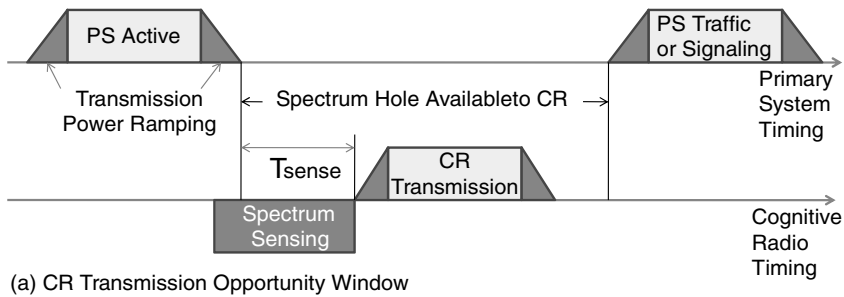 PS Active
PS Traffic
or Signaling
Transmission
Power Ramping
Spectrum Hole Availableto CR
Primary
System
Timing
Tsense
CR
Transmission
Spectrum
Sensing
Cognitive
Radio
Timing
(a) CR Transmission Opportunity Window